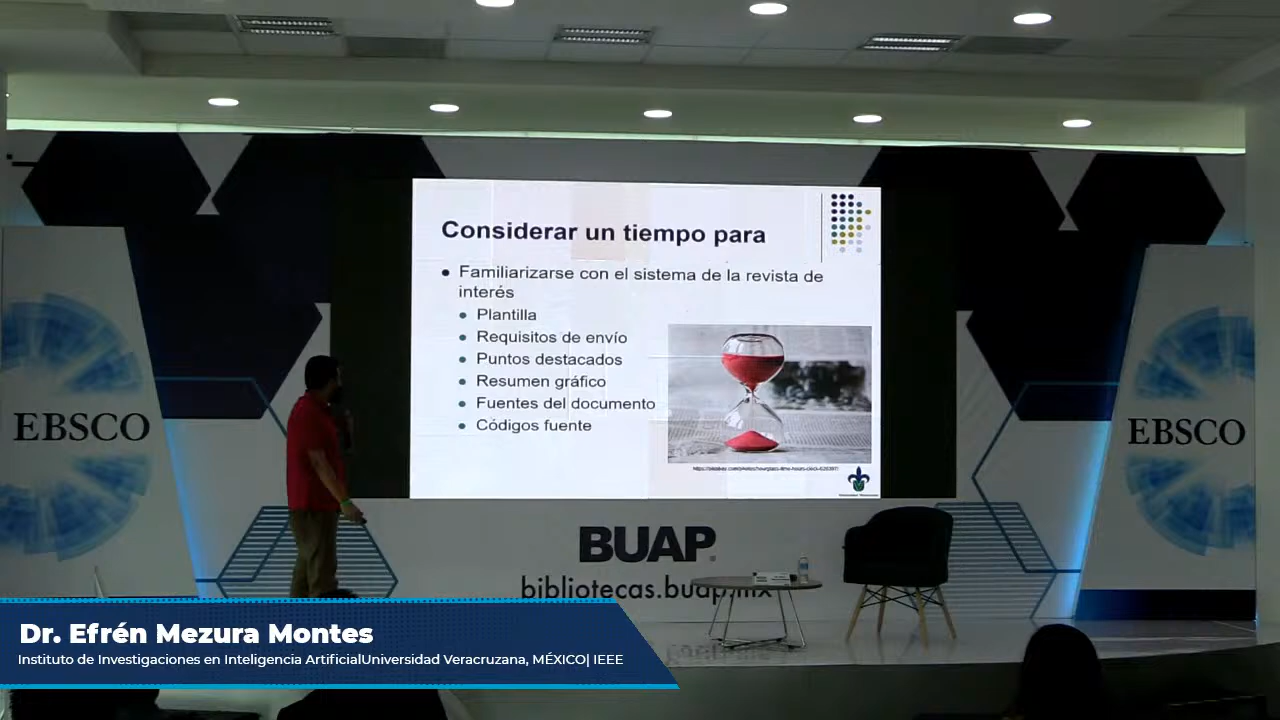 Considerar un tiempo para
Familiarizarse con el sistema de la revista de
interés
Plantilla
Requisitos de envío
Puntos destacados
Resumen gráfico
Fuentes del documento
Códigos fuente
EBSCO
EBSCO
BUAP
bibliotecas.buap.mx
Dr. Efrén Mezura Montes
Instituto de Investigaciones en Inteligencia ArtificialUniversidad Veracruzana, MÉXICO| IEEE